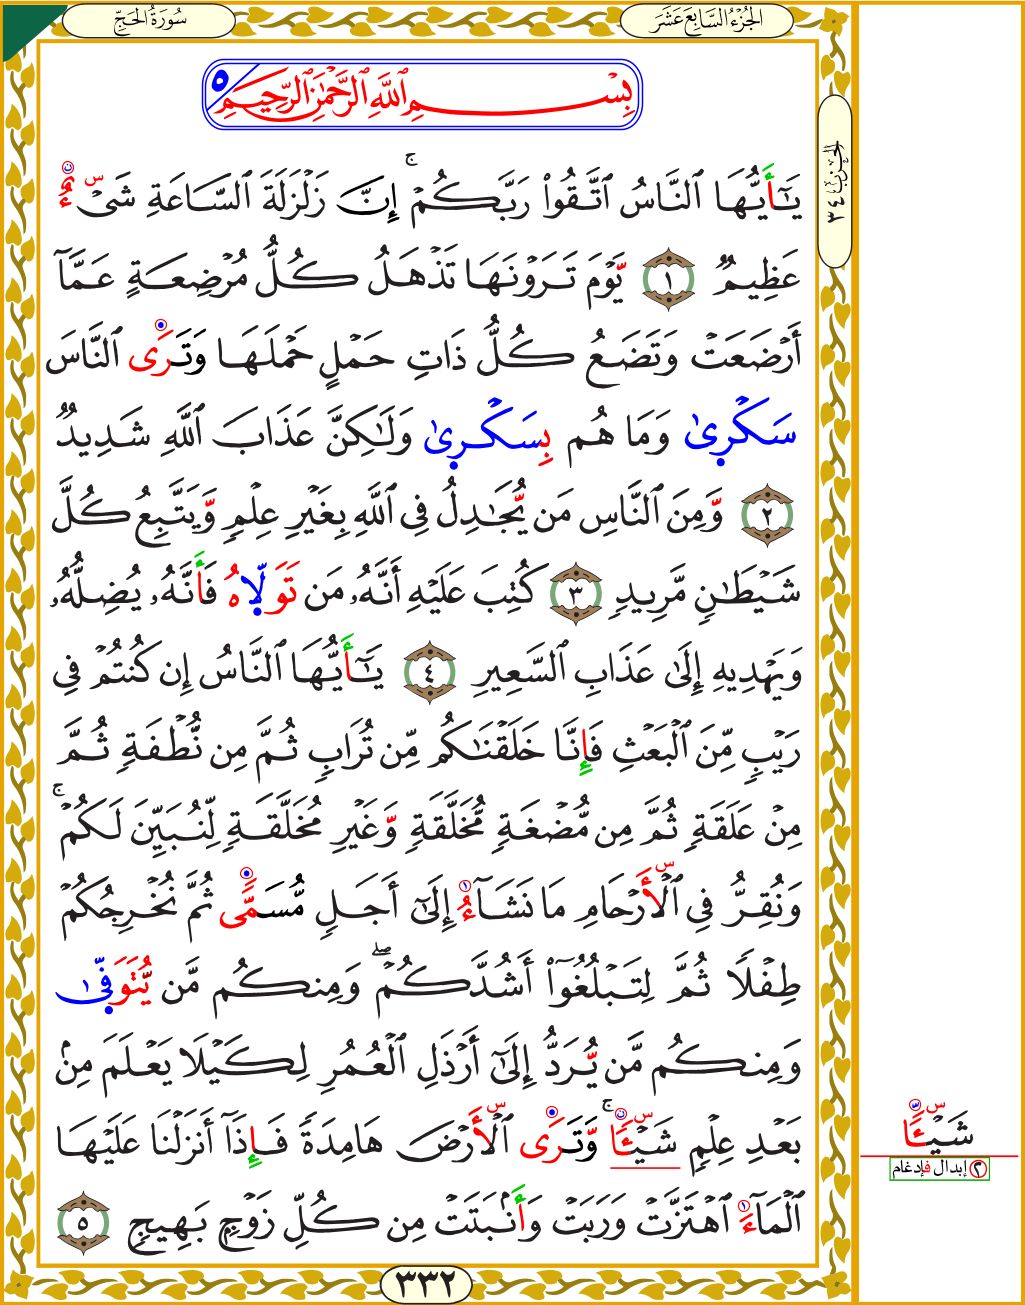 سُورَةُ الحَجِّ
الجُزْءُ السَّابِعَ عَشَرَ
بِسْمِ ٱللَّهِ ٱلرَّحْمَٰنِ ٱلرَّحِيمِ ٥
الحِزْبُ ٣٤
يَـٰٓأَيُّهَا ٱلنَّاسُ ٱتَّقُوا۟ رَبَّكُمْ ۚ إِنَّ زَلْزَلَةَ ٱلسَّاعَةِ شَىْءٌ
عَظِيمٌ ١ يَّوْمَ تَرَوْنَهَا تَذْهَلُ كُلُّ مُرْضِعَةٍ عَمَّآ
أَرْضَعَتْ وَتَضَعُ كُلُّ ذَاتِ حَمْلٍ حَمْلَهَا وَتَرَى ٱلنَّاسَ
سَكْرِىٰ وَمَا هُم بِسَكْرِىٰ وَلَـٰكِنَّ عَذَابَ ٱللَّهِ شَدِيدٌ
٢ وَّمِنَ ٱلنَّاسِ مَن يُّجَـٰدِلُ فِى ٱللَّهِ بِغَيْرِ عِلْمٍ وَّيَتَّبِعُ كُلَّ
شَيْطَـٰنٍ مَّرِيدٍ ٣ كُتِبَ عَلَيْهِ أَنَّهُۥ مَن تَوَلَّاهُ فَأَنَّهُۥ يُضِلُّهُۥ
وَيَهْدِيهِ إِلَىٰ عَذَابِ ٱلسَّعِيرِ ٤ يَـٰٓأَيُّهَا ٱلنَّاسُ إِن كُنتُمْ فِى
رَيْبٍ مِّنَ ٱلْبَعْثِ فَإِنَّا خَلَقْنَـٰكُم مِّن تُرَابٍ ثُمَّ مِن نُّطْفَةٍ ثُمَّ
مِنْ عَلَقَةٍ ثُمَّ مِن مُّضْغَةٍ مُّخَلَّقَةٍ وَّغَيْرِ مُخَلَّقَةٍ لِّنُبَيِّنَ لَكُمْ ۚ
وَنُقِرُّ فِى ٱلْأَرْحَامِ مَا نَشَآءُ إِلَىٰٓ أَجَلٍ مُّسَمًّى ثُمَّ نُخْرِجُكُمْ
طِفْلًا ثُمَّ لِتَبْلُغُوٓا۟ أَشُدَّكُمْ ۖ وَمِنكُم مَّن يُّتَوَفِّىٰ
وَمِنكُم مَّن يُّرَدُّ إِلَىٰٓ أَرْذَلِ ٱلْعُمُرِ لِكَيْلَا يَعْلَمَ مِنۢ
بَعْدِ عِلْمٍ شَيْـًٔا ۚ وَّتَرَى ٱلْأَرْضَ هَامِدَةً فَإِذَآ أَنزَلْنَا عَلَيْهَا
ٱلْمَآءَ ٱهْتَزَّتْ وَرَبَتْ وَأَنۢبَتَتْ مِن كُلِّ زَوْجٍ بَهِيجٍ ٥
شَيْـًٔا
٢ إبدال فإدغام
٣٣٢